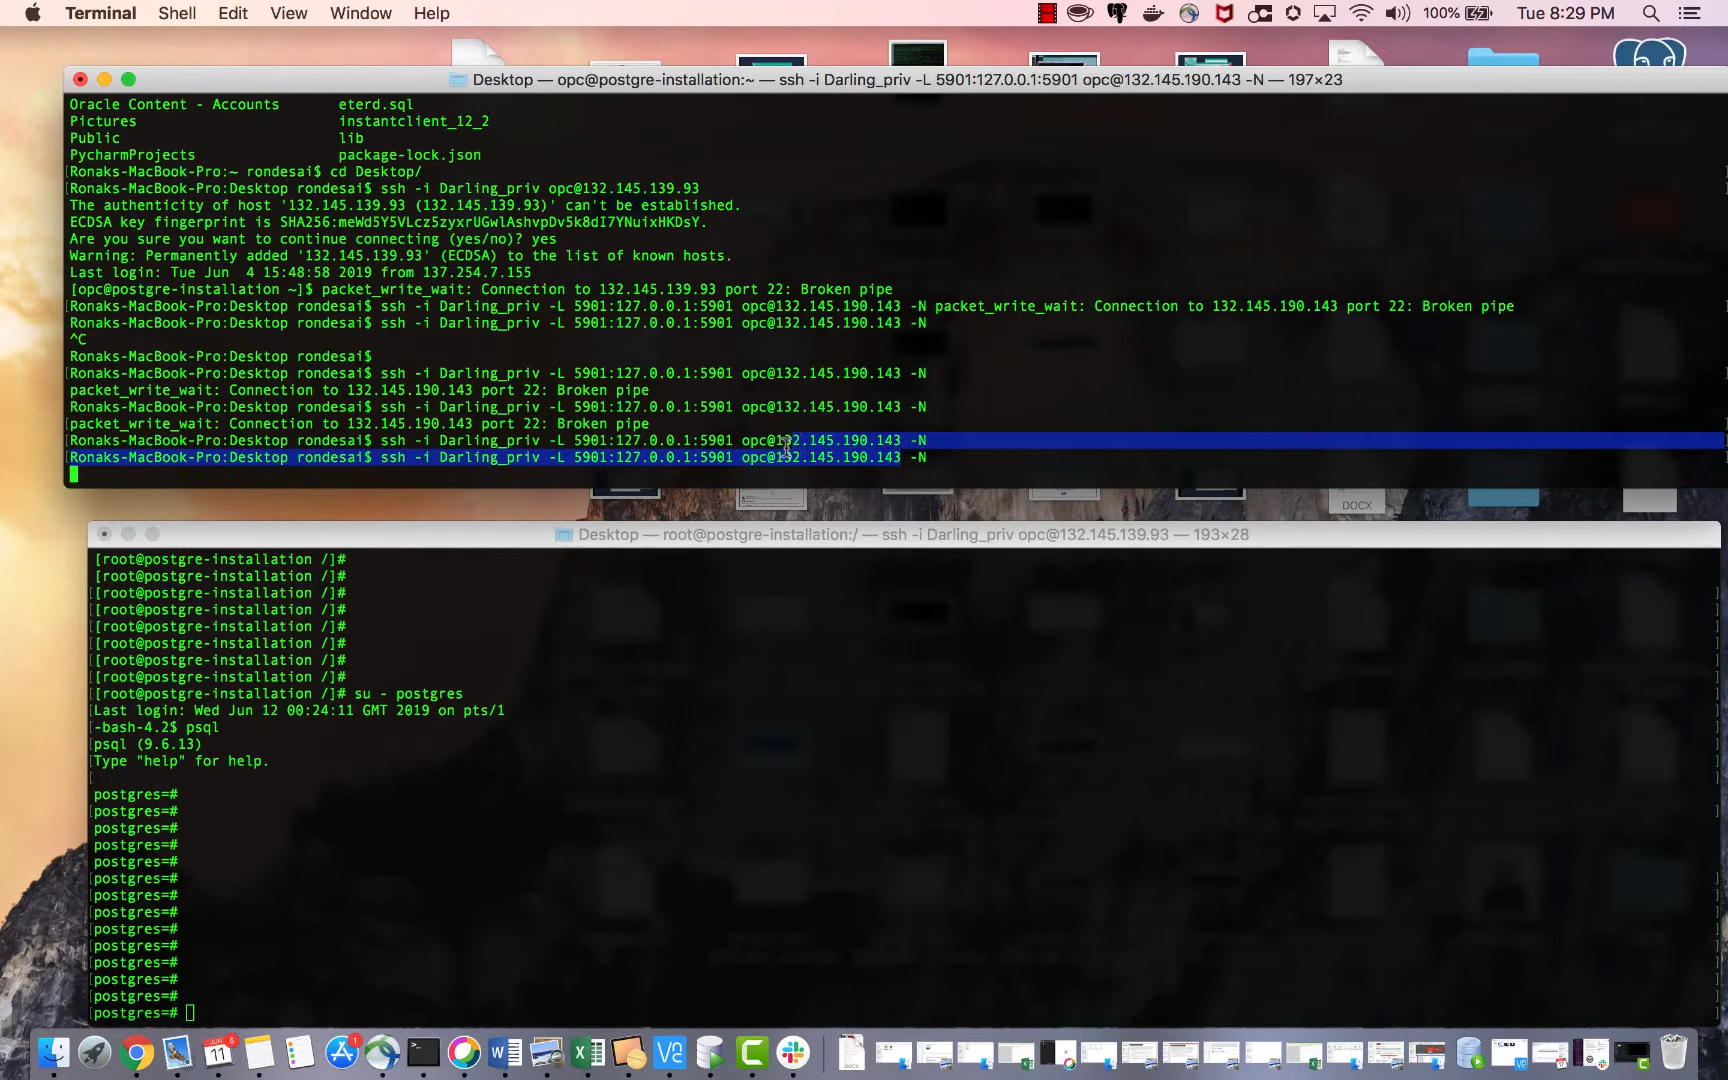 Terminal Shell Edit View Window Help 100% Tue 8:29 PM
Desktop — opc@postgre-installation:~ — ssh -i Darling_priv -L 5901:127.0.0.1:5901 opc@132.145.190.143 -N — 197×23
Oracle Content - Accounts eterd.sql
Pictures instantclient_12_2
Public lib
PycharmProjects package-lock.json
[Ronaks-MacBook-Pro:~ rondesai$ cd Desktop/
[Ronaks-MacBook-Pro:Desktop rondesai$ ssh -i Darling_priv opc@132.145.139.93
The authenticity of host '132.145.139.93 (132.145.139.93)' can't be established.
ECDSA key fingerprint is SHA256:meWd5Y5VLcz5zyxrUGwlAshvpDv5k8dI7YNuixHKDsY.
Are you sure you want to continue connecting (yes/no)? yes
Warning: Permanently added '132.145.139.93' (ECDSA) to the list of known hosts.
Last login: Tue Jun  4 15:48:58 2019 from 137.254.7.155
[opc@postgre-installation ~]$ packet_write_wait: Connection to 132.145.139.93 port 22: Broken pipe
[Ronaks-MacBook-Pro:Desktop rondesai$ ssh -i Darling_priv -L 5901:127.0.0.1:5901 opc@132.145.190.143 -N packet_write_wait: Connection to 132.145.190.143 port 22: Broken pipe ]
[Ronaks-MacBook-Pro:Desktop rondesai$ ssh -i Darling_priv -L 5901:127.0.0.1:5901 opc@132.145.190.143 -N
^C
Ronaks-MacBook-Pro:Desktop rondesai$
[Ronaks-MacBook-Pro:Desktop rondesai$ ssh -i Darling_priv -L 5901:127.0.0.1:5901 opc@132.145.190.143 -N ]
packet_write_wait: Connection to 132.145.190.143 port 22: Broken pipe
Ronaks-MacBook-Pro:Desktop rondesai$ ssh -i Darling_priv -L 5901:127.0.0.1:5901 opc@132.145.190.143 -N
[packet_write_wait: Connection to 132.145.190.143 port 22: Broken pipe ]
[Ronaks-MacBook-Pro:Desktop rondesai$ ssh -i Darling_priv -L 5901:127.0.0.1:5901 opc@132.145.190.143 -N ]
[Ronaks-MacBook-Pro:Desktop rondesai$ ssh -i Darling_priv -L 5901:127.0.0.1:5901 opc@132.145.190.143 -N ]
DOCX
Desktop — root@postgre-installation:/ — ssh -i Darling_priv opc@132.145.139.93 — 193×28
[root@postgre-installation /]#
[root@postgre-installation /]#
[[root@postgre-installation /]# ]
[[root@postgre-installation /]# ]
[[root@postgre-installation /]# ]
[[root@postgre-installation /]# ]
[[root@postgre-installation /]# ]
[[root@postgre-installation /]# ]
[[root@postgre-installation /]# su - postgres ]
[Last login: Wed Jun 12 00:24:11 GMT 2019 on pts/1 ]
[-bash-4.2$ psql ]
[psql (9.6.13) ]
[Type "help" for help. ]
[ ]
postgres=#
[postgres=# ]
postgres=#
[postgres=#
[postgres=#
[postgres=# ]
[postgres=# ]
[postgres=# ]
[postgres=# ]
[postgres=# ]
[postgres=# ]
[postgres=# ]
[postgres=# ]
[postgres=# ]
JUN 5
11
1
DOCX